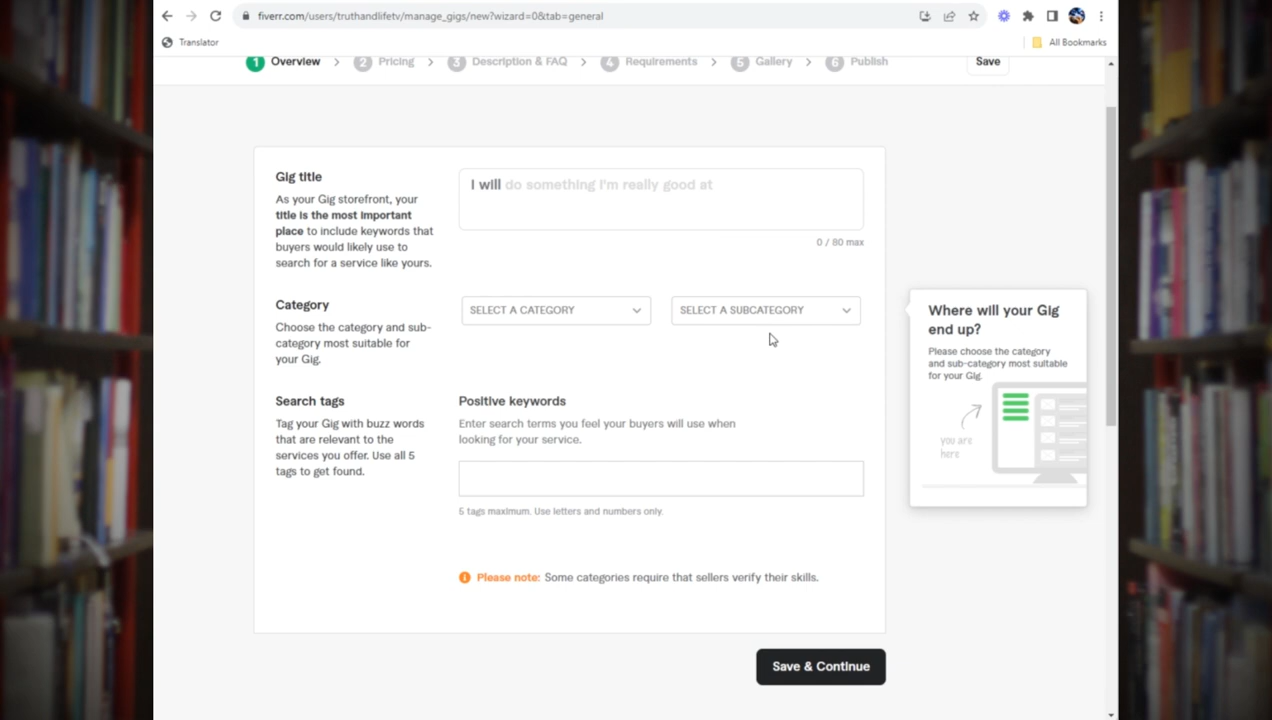 fiverr.com/users/truthandlifetv/manage_gigs/new?wizard=0&tab=general
Translator
All Bookmarks
1 Overview > 2 Pricing > 3 Description & FAQ > 4 Requirements > 5 Gallery > 6 Publish
Save
Gig title
As your Gig storefront, your
title is the most important
place to include keywords that
buyers would likely use to
search for a service like yours.
I will do something I'm really good at
0 / 80 max
Category
Choose the category and sub-
category most suitable for
your Gig.
SELECT A CATEGORY
SELECT A SUBCATEGORY
Search tags
Tag your Gig with buzz words
that are relevant to the
services you offer. Use all 5
tags to get found.
Positive keywords
Enter search terms you feel your buyers will use when
looking for your service.
5 tags maximum. Use letters and numbers only.
Please note: Some categories require that sellers verify their skills.
Save & Continue
Where will your Gig
end up?
Please choose the category
and sub-category most suitable
for your Gig.
you are
here